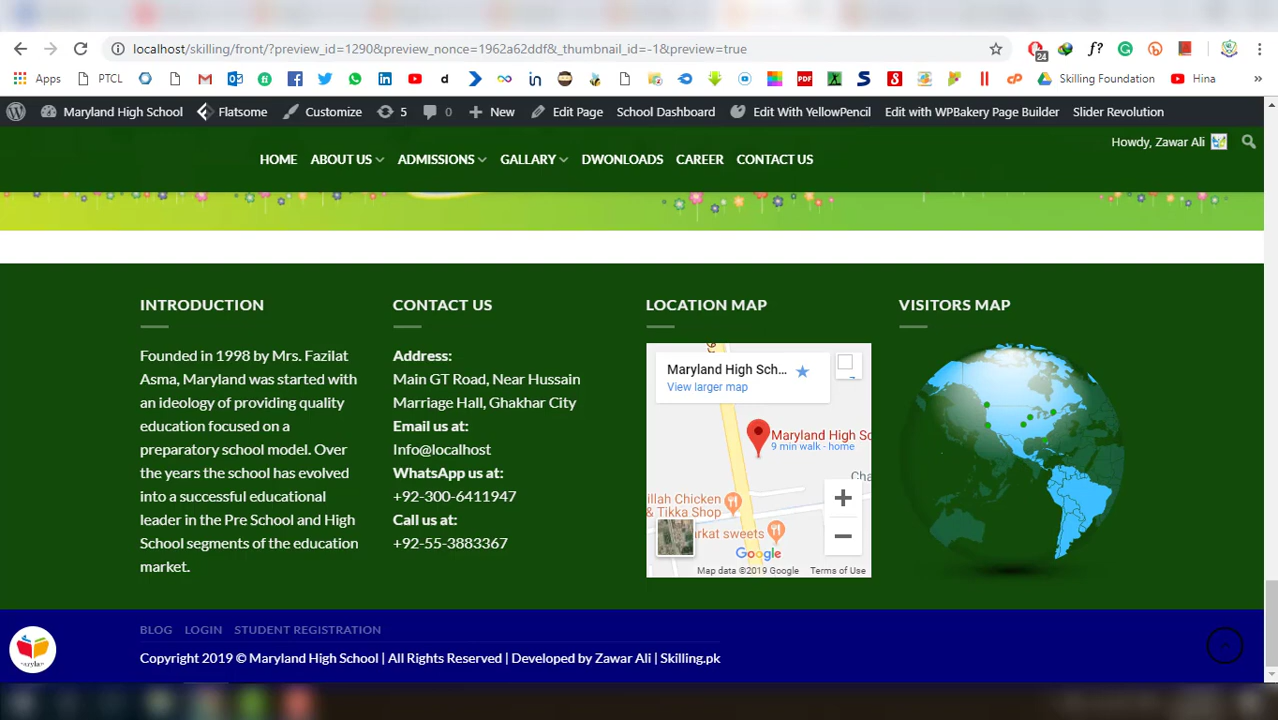 localhost/skilling/front/?preview_id=1290&preview_nonce=1962a62ddf&_thumbnail_id=-1&preview=true
24
f?
Apps
PTCL
Skilling Foundation
Hina
Maryland High School
Flatsome
Customize
5
0
New
Edit Page
School Dashboard
Edit With YellowPencil
Edit with WPBakery Page Builder
Slider Revolution
Howdy, Zawar Ali
HOME
ABOUT US
ADMISSIONS
GALLARY
DWONLOADS
CAREER
CONTACT US
INTRODUCTION
Founded in 1998 by Mrs. Fazilat
Asma, Maryland was started with
an ideology of providing quality
education focused on a
preparatory school model. Over
the years the school has evolved
into a successful educational
leader in the Pre School and High
School segments of the education
market.
CONTACT US
Address:
Main GT Road, Near Hussain
Marriage Hall, Ghakhar City
Email us at:
Info@localhost
WhatsApp us at:
+92-300-6411947
Call us at:
+92-55-3883367
LOCATION MAP
Maryland High Sch...
View larger map
Maryland High Sc
9 min walk - home
Cha
illah Chicken
& Tikka Shop
arkat sweets
Google
Map data ©2019 Google
Terms of Use
VISITORS MAP
BLOG
LOGIN
STUDENT REGISTRATION
Copyright 2019 © Maryland High School | All Rights Reserved | Developed by Zawar Ali | Skilling.pk